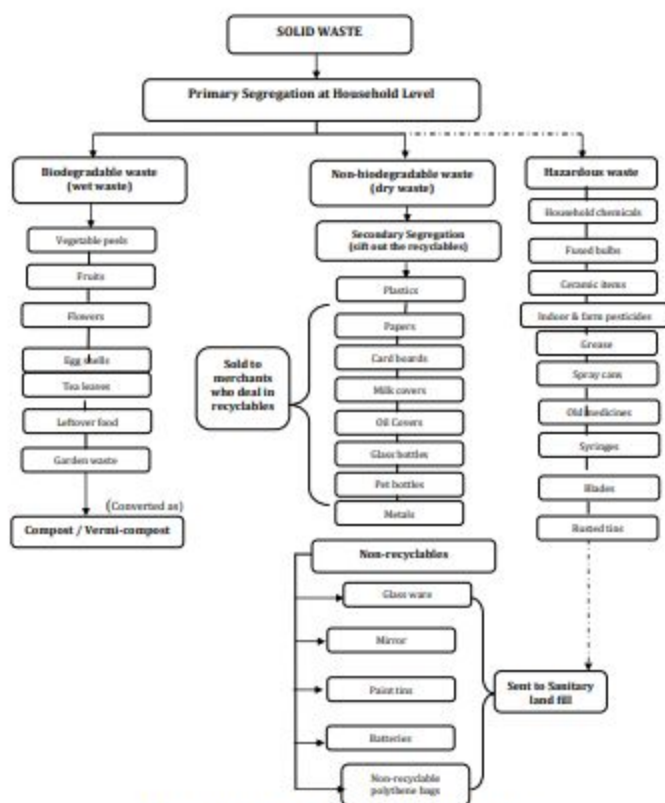 SOLID WASTE
Primary Segregation at Household Level
Biodegradable waste
(wet waste)
Vegetable peels
Fruits
Flowers
Egg shells
Tea leaves
Leftover food
Garden waste
(Converted as)
Compost / Vermi-compost
Non-biodegradable waste
(dry waste)
Secondary Segregation
(sift out the recyclables)
Plastics
Papers
Card boards
Milk covers
Oil Covers
Glass bottles
Pet bottles
Metals
Sold to
merchants
who deal in
recyclables
Non-recyclables
Glass ware
Mirror
Paint tins
Batteries
Non-recyclable
polythene bags
Hazardous waste
Household chemicals
Fused bulbs
Ceramic items
Indoor & farm pesticides
Grease
Spray cans
Old medicines
Syringes
Blades
Rusted tins
Sent to Sanitary
land fill